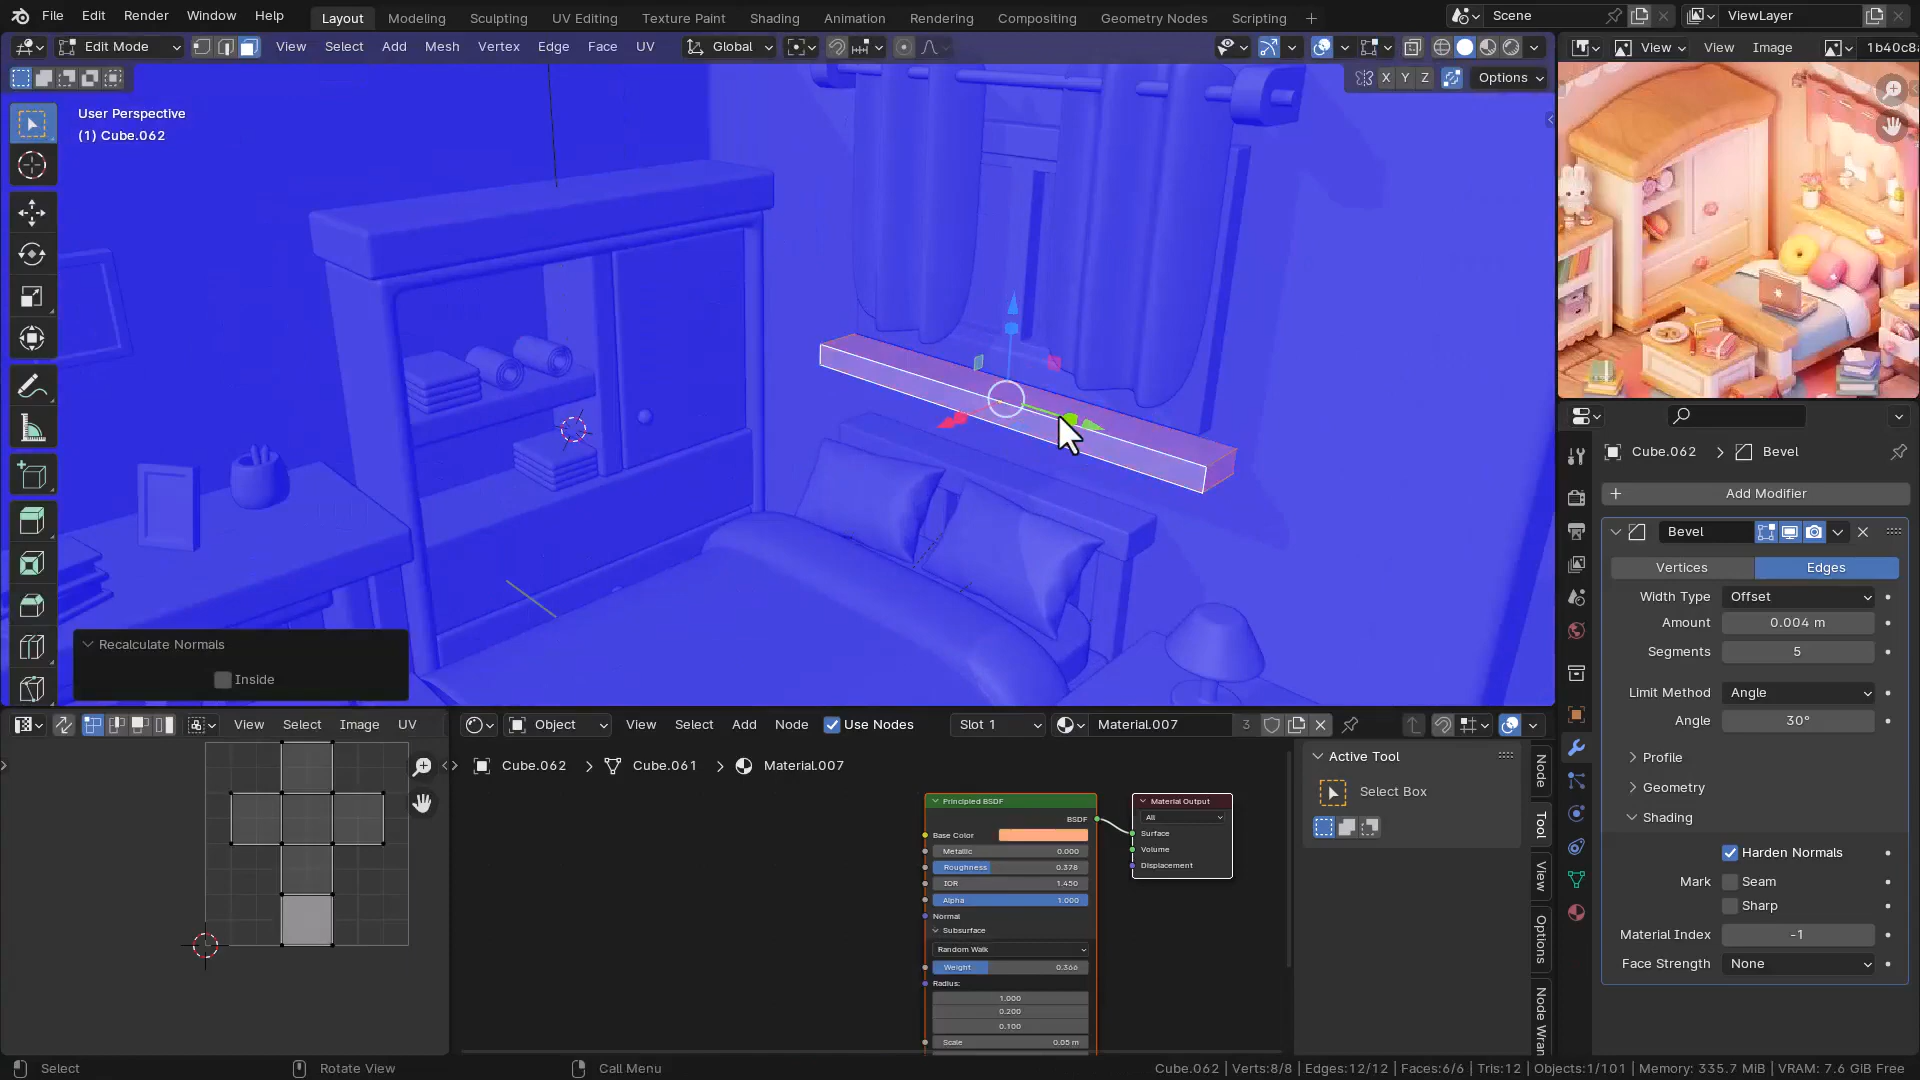 File Edit Render Window Help Layout Modeling Sculpting UV Editing Texture Paint Shading Animation Rendering Compositing Geometry Nodes Scripting Scene ViewLayer
Edit Mode View Select Add Mesh Vertex Edge Face UV Global View View Image 1b40c8
X Y Z Options
User Perspective
(1) Cube.062
Cube.062 Bevel
Add Modifier
Bevel
Vertices Edges
Width Type Offset
Amount 0.004 m
Segments 5
Limit Method Angle
Angle 30°
Profile
Geometry
Shading
Harden Normals
Mark Seam
Sharp
Material Index -1
Face Strength None
Recalculate Normals
Inside
View Select Image UV
Object View Select Add Node Use Nodes Slot 1 Material.007 3
Cube.062 Cube.061 Material.007
Principled BSDF
BSDF
Base Color
Metallic 0.000
Roughness 0.378
IOR 1.450
Alpha 1.000
Normal
Subsurface
Random Walk
Weight 0.366
Radius:
1.000
0.200
0.100
Scale 0.05 m
Material Output
All
Surface
Volume
Displacement
Active Tool
Select Box
Node
Tool
View
Options
Node Wran
Select Rotate View Call Menu Cube.062 | Verts:8/8 | Edges:12/12 | Faces:6/6 | Tris:12 | Objects:1/101 | Memory: 335.7 MiB | VRAM: 7.6 GiB Free